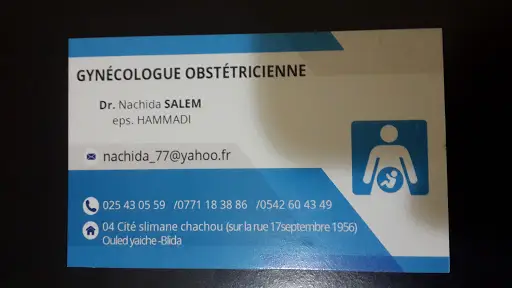 GYNÉCOLOGUE OBSTÉTRICIENNE
Dr. Nachida SALEM
eps. HAMMADI
nachida_77@yahoo.fr
025 43 05 59 /0771 18 38 86 /0542 60 43 49
04 Cité slimane chachou (sur la rue 17septembre 1956)
Ouled yaiche -Blida